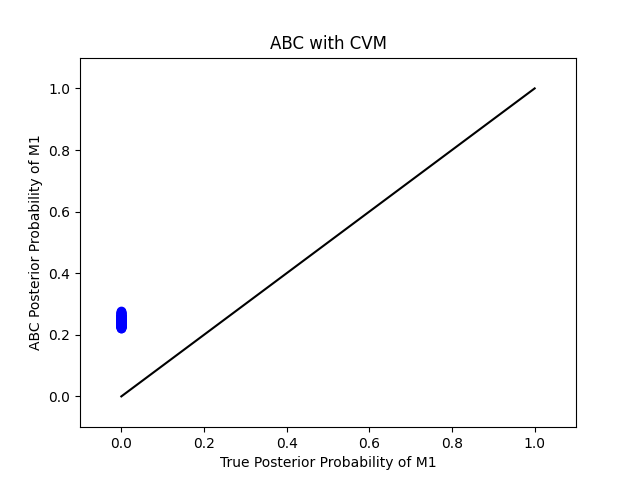 ABC with CVM
ABC Posterior Probability of M1
1.0
0.8
0.6
0.4
0.2
0.0
0.0 0.2 0.4 0.6 0.8 1.0
True Posterior Probability of M1